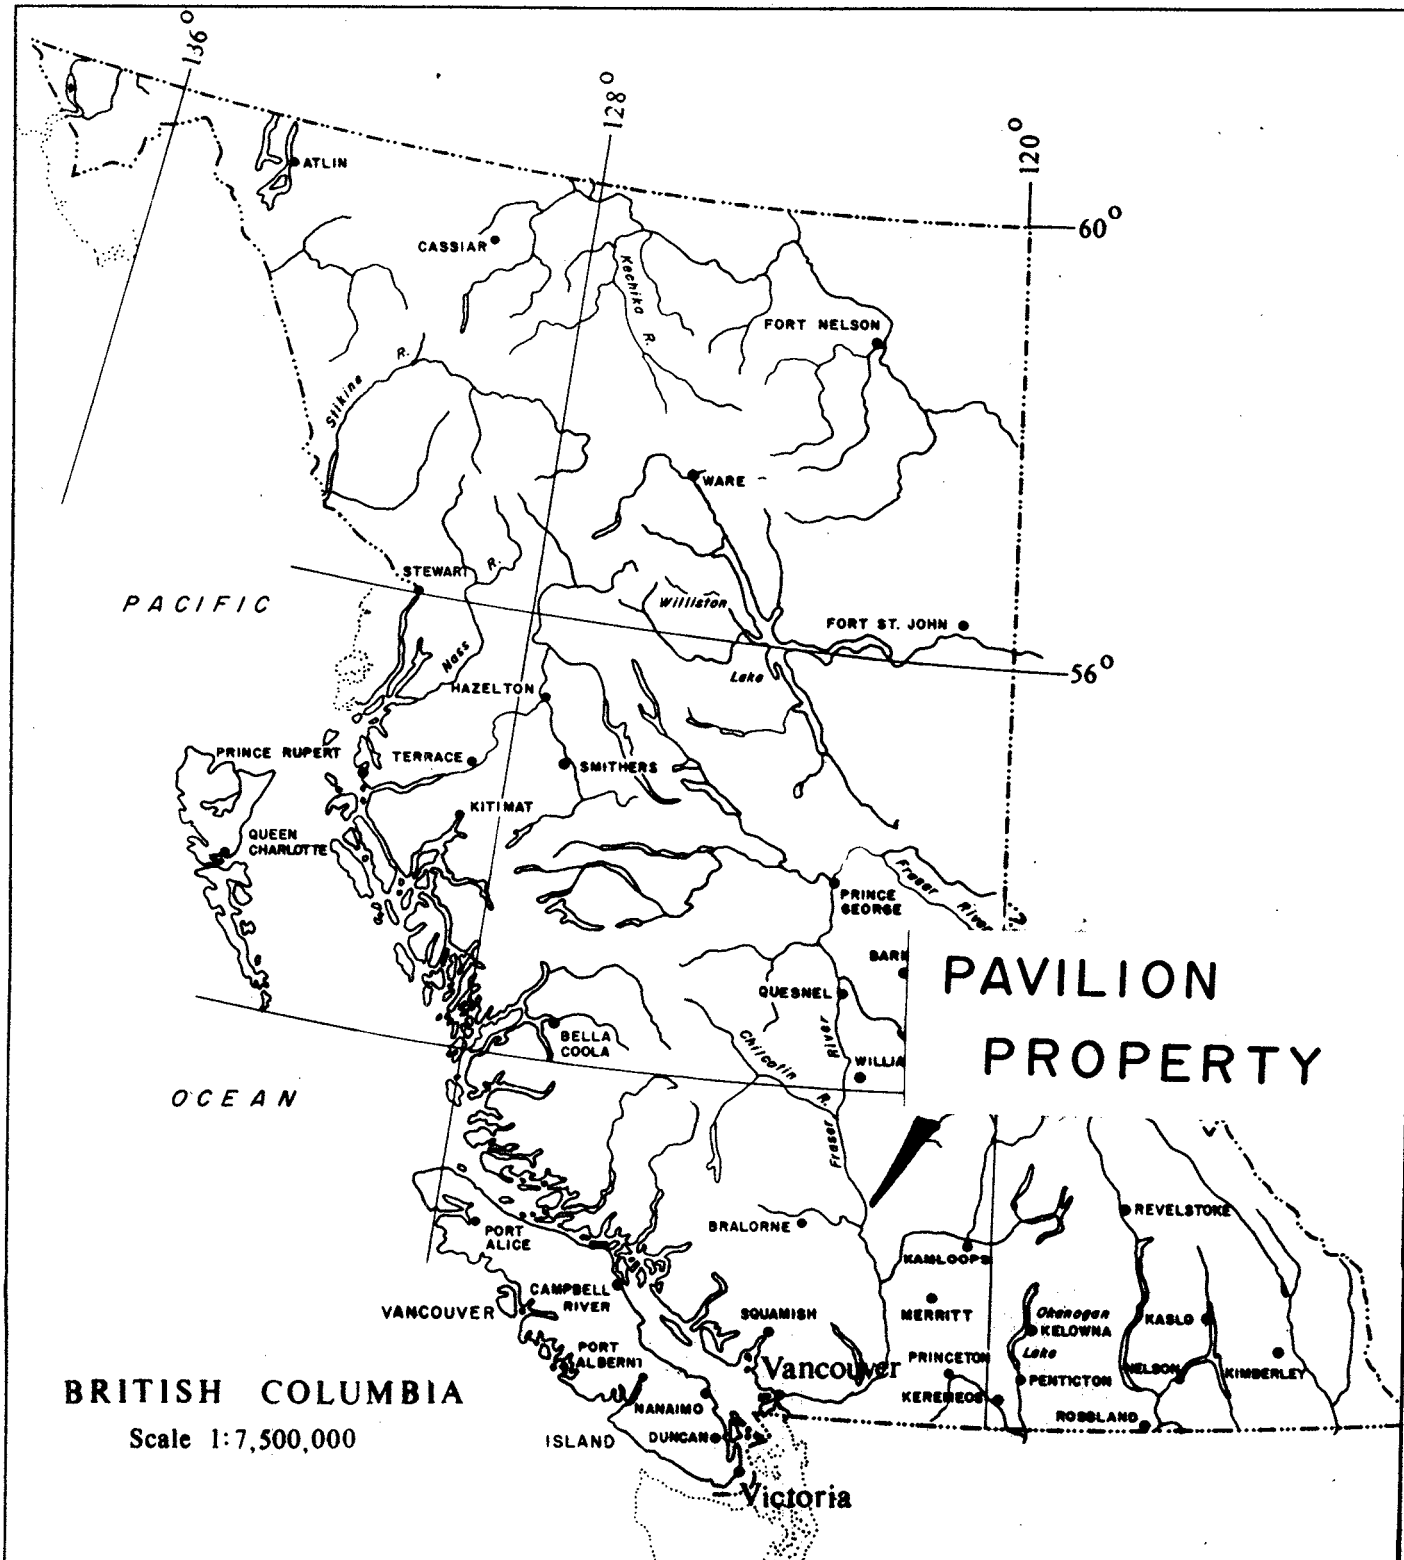 136°
128°
120°
ATLIN
60°
CASSIAR
Kechika R.
FORT NELSON
Stikine R.
WARE
STEWART
R.
PACIFIC
Williston
FORT ST. JOHN
Nass
Lake
56°
HAZELTON
PRINCE RUPERT
TERRACE
SMITHERS
KITIMAT
QUEEN
CHARLOTTE
Fraser River
PRINCE
GEORGE
BARK
PAVILION
QUESNEL
PROPERTY
BELLA
COOLA
Chilcotin R.
River
WILLIA
OCEAN
Fraser
REVELSTOKE
PORT
ALICE
BRALORNE
KAMLOOPS
CAMPBELL
RIVER
VANCOUVER
SQUAMISH
MERRITT
Okanagan
KELOWNA
KASLO
Lake
PORT
ALBERNI
Vancouver
PRINCETON
PENTICTON
NELSON
KIMBERLEY
BRITISH COLUMBIA
NANAIMO
KEREMEOS
ROSSLAND
Scale 1:7,500,000
ISLAND
DUNCAN
Victoria